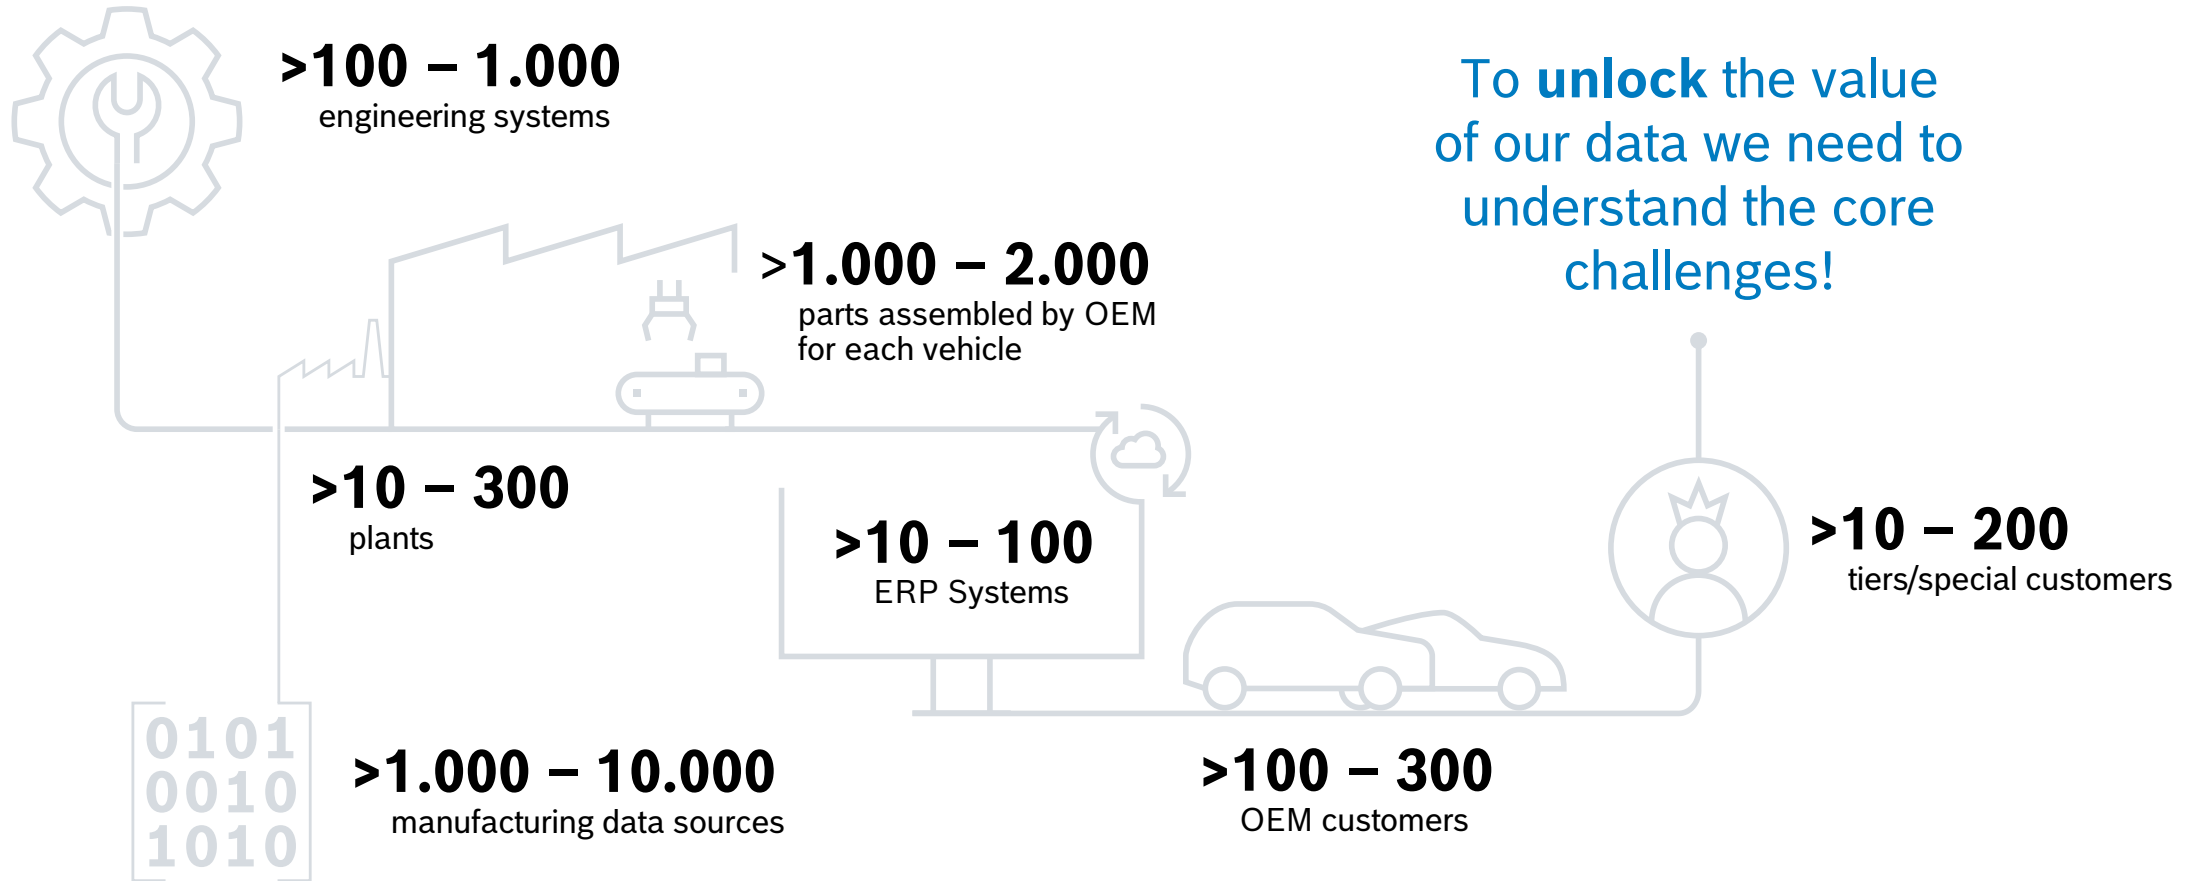 >100 – 1.000
engineering systems
To unlock the value
of our data we need to
understand the core
challenges!
>1.000 – 2.000
parts assembled by OEM
for each vehicle
>10 – 300
plants
>10 – 100
ERP Systems
>10 – 200
tiers/special customers
0101
0010
1010
>1.000 – 10.000
manufacturing data sources
>100 – 300
OEM customers